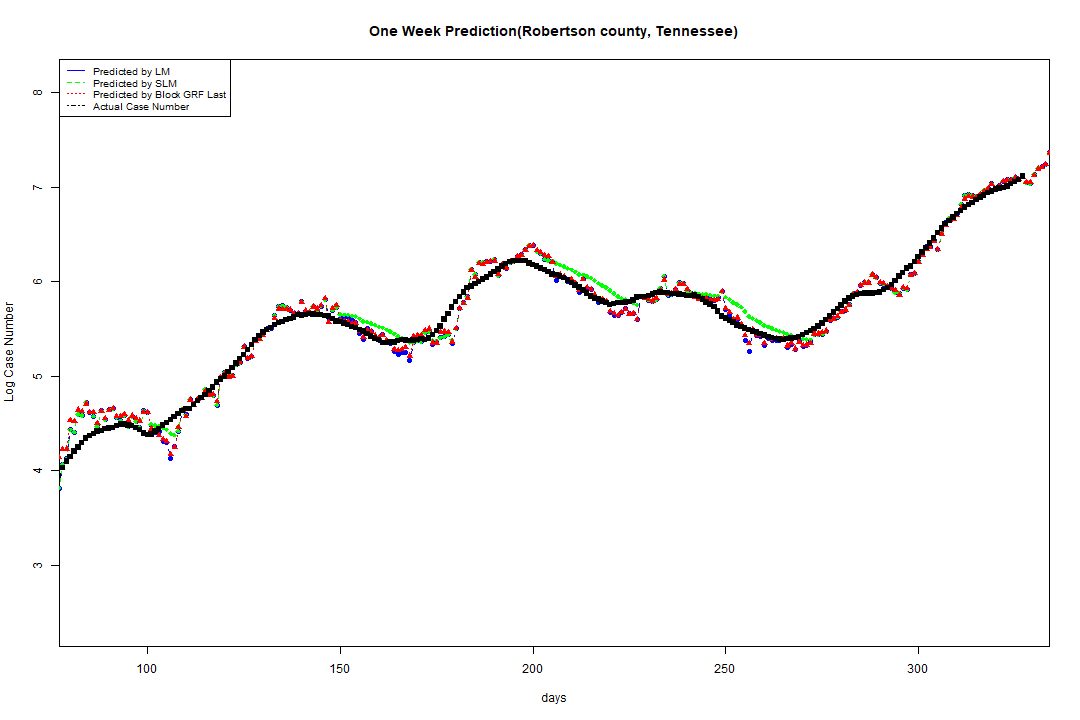 One Week Prediction(Robertson county, Tennessee)
Predicted by LM
Predicted by SLM
Predicted by Block GRF Last
Actual Case Number
8
7
6
5
4
3
Log Case Number
100 150 200 250 300
days